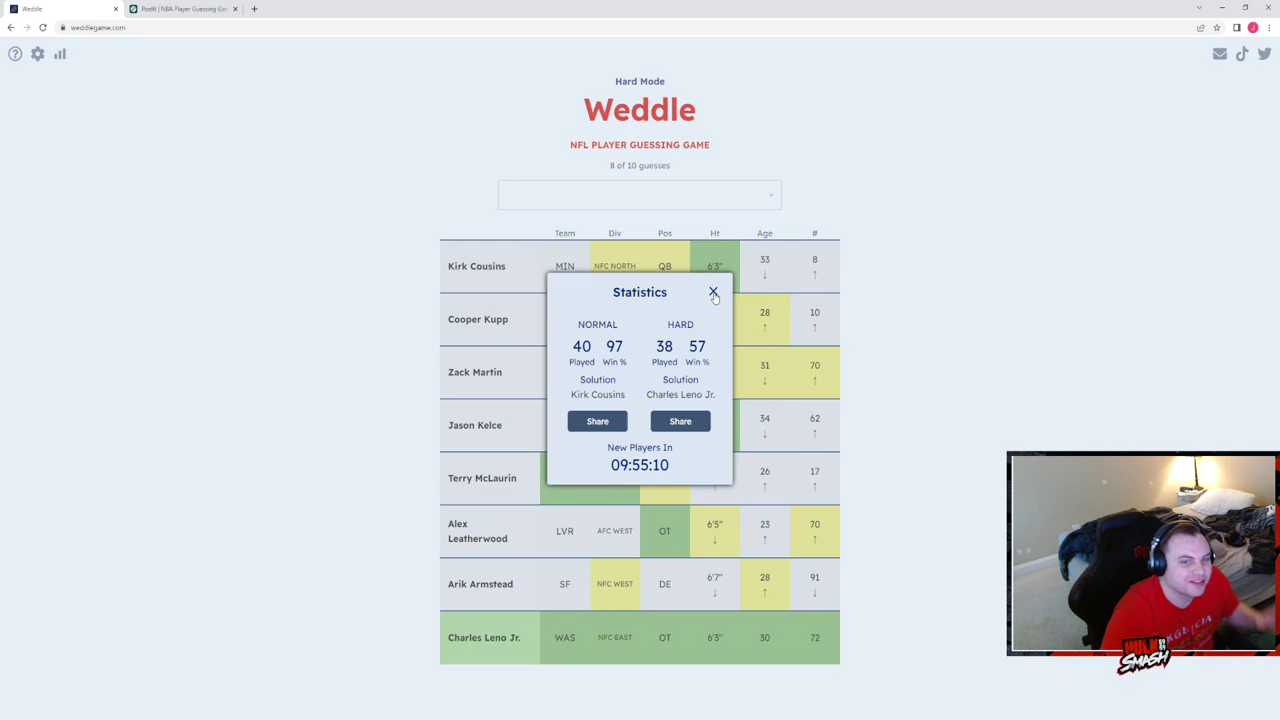 Weddle
Poeltl | NBA Player Guessing Ga
weddlegame.com
J
Hard Mode
Weddle
NFL PLAYER GUESSING GAME
8 of 10 guesses
Team Div Pos Ht Age #
Kirk Cousins MIN NFC NORTH QB 6'3" 33 ↓ 8 ↑
Cooper Kupp 28 ↑ 10 ↑
Zack Martin 31 ↓ 70 ↑
Jason Kelce 34 ↓ 62 ↑
Terry McLaurin 26 ↑ 17 ↑
Alex Leatherwood LVR AFC WEST OT 6'5" ↓ 23 ↑ 70 ↑
Arik Armstead SF NFC WEST DE 6'7" ↓ 28 ↑ 91 ↓
Charles Leno Jr. WAS NFC EAST OT 6'3" 30 72
Statistics
NORMAL HARD
40 97 38 57
Played Win % Played Win %
Solution Solution
Kirk Cousins Charles Leno Jr.
Share Share
New Players In
09:55:10
HULK
SMASH